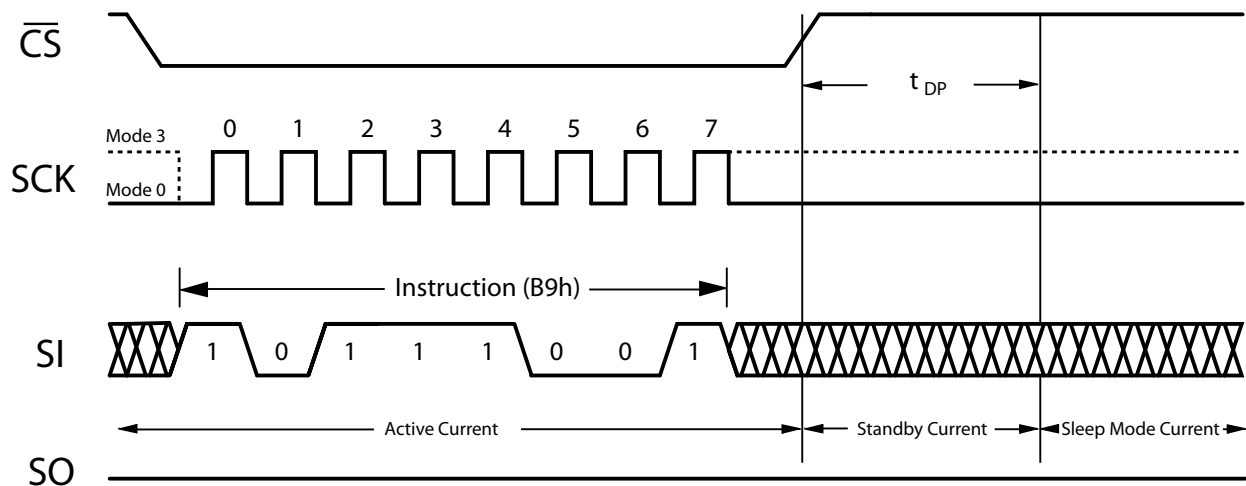 CS
t DP
Mode 3
0 1 2 3 4 5 6 7
SCK
Mode 0
Instruction (B9h)
SI
1 0 1 1 1 0 0 1
Active Current
Standby Current
Sleep Mode Current
SO